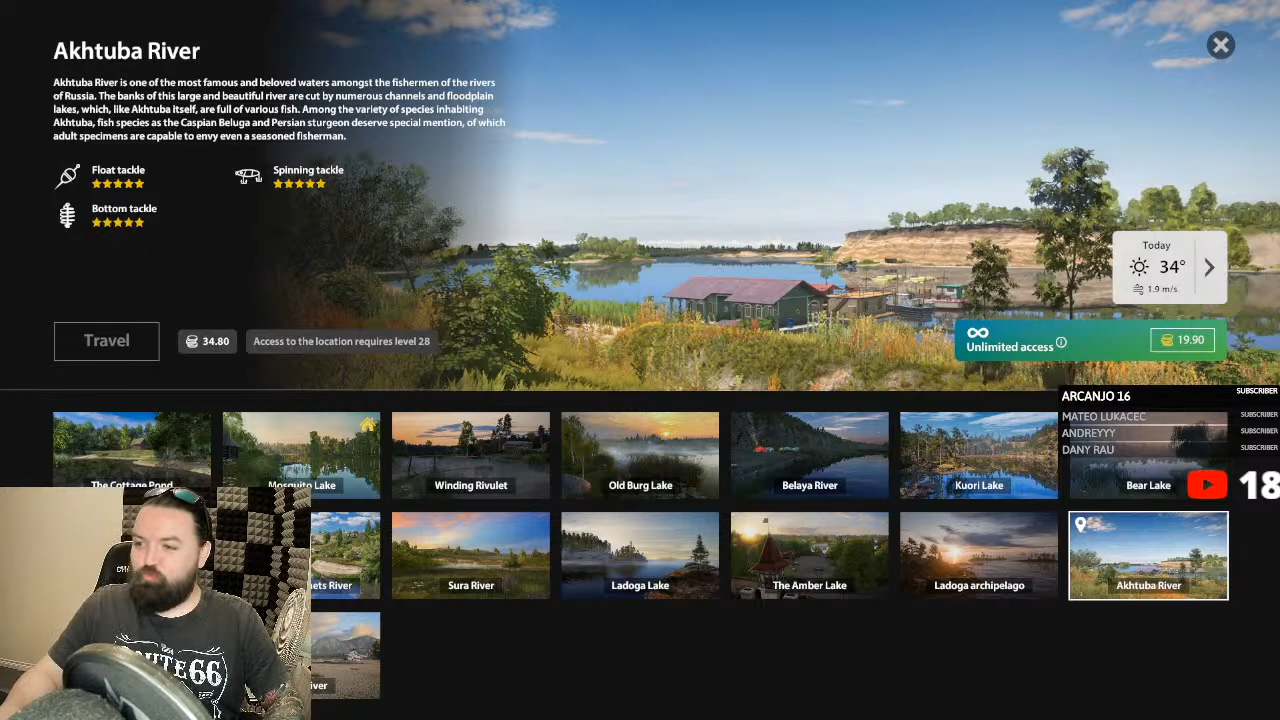 Akhtuba River
Akhtuba River is one of the most famous and beloved waters amongst the fishermen of the rivers
of Russia. The banks of this large and beautiful river are cut by numerous channels and floodplain
lakes, which, like Akhtuba itself, are full of various fish. Among the variety of species inhabiting
Akhtuba, fish species as the Caspian Beluga and Persian sturgeon deserve special mention, of which
adult specimens are capable to envy even a seasoned fisherman.
Float tackle
Spinning tackle
Bottom tackle
Today
34°
1.9 m/s
Travel
34.80
Access to the location requires level 28
Unlimited access
19.90
ARCANJO 16 SUBSCRIBER
MATEO LUKACEC SUBSCRIBER
ANDREYYY SUBSCRIBER
DANY RAU SUBSCRIBER
The Cottage Pond
Mosquito Lake
Winding Rivulet
Old Burg Lake
Belaya River
Kuori Lake
Bear Lake
18
ets River
Sura River
Ladoga Lake
The Amber Lake
Ladoga archipelago
Akhtuba River
iver
ROUTE 66